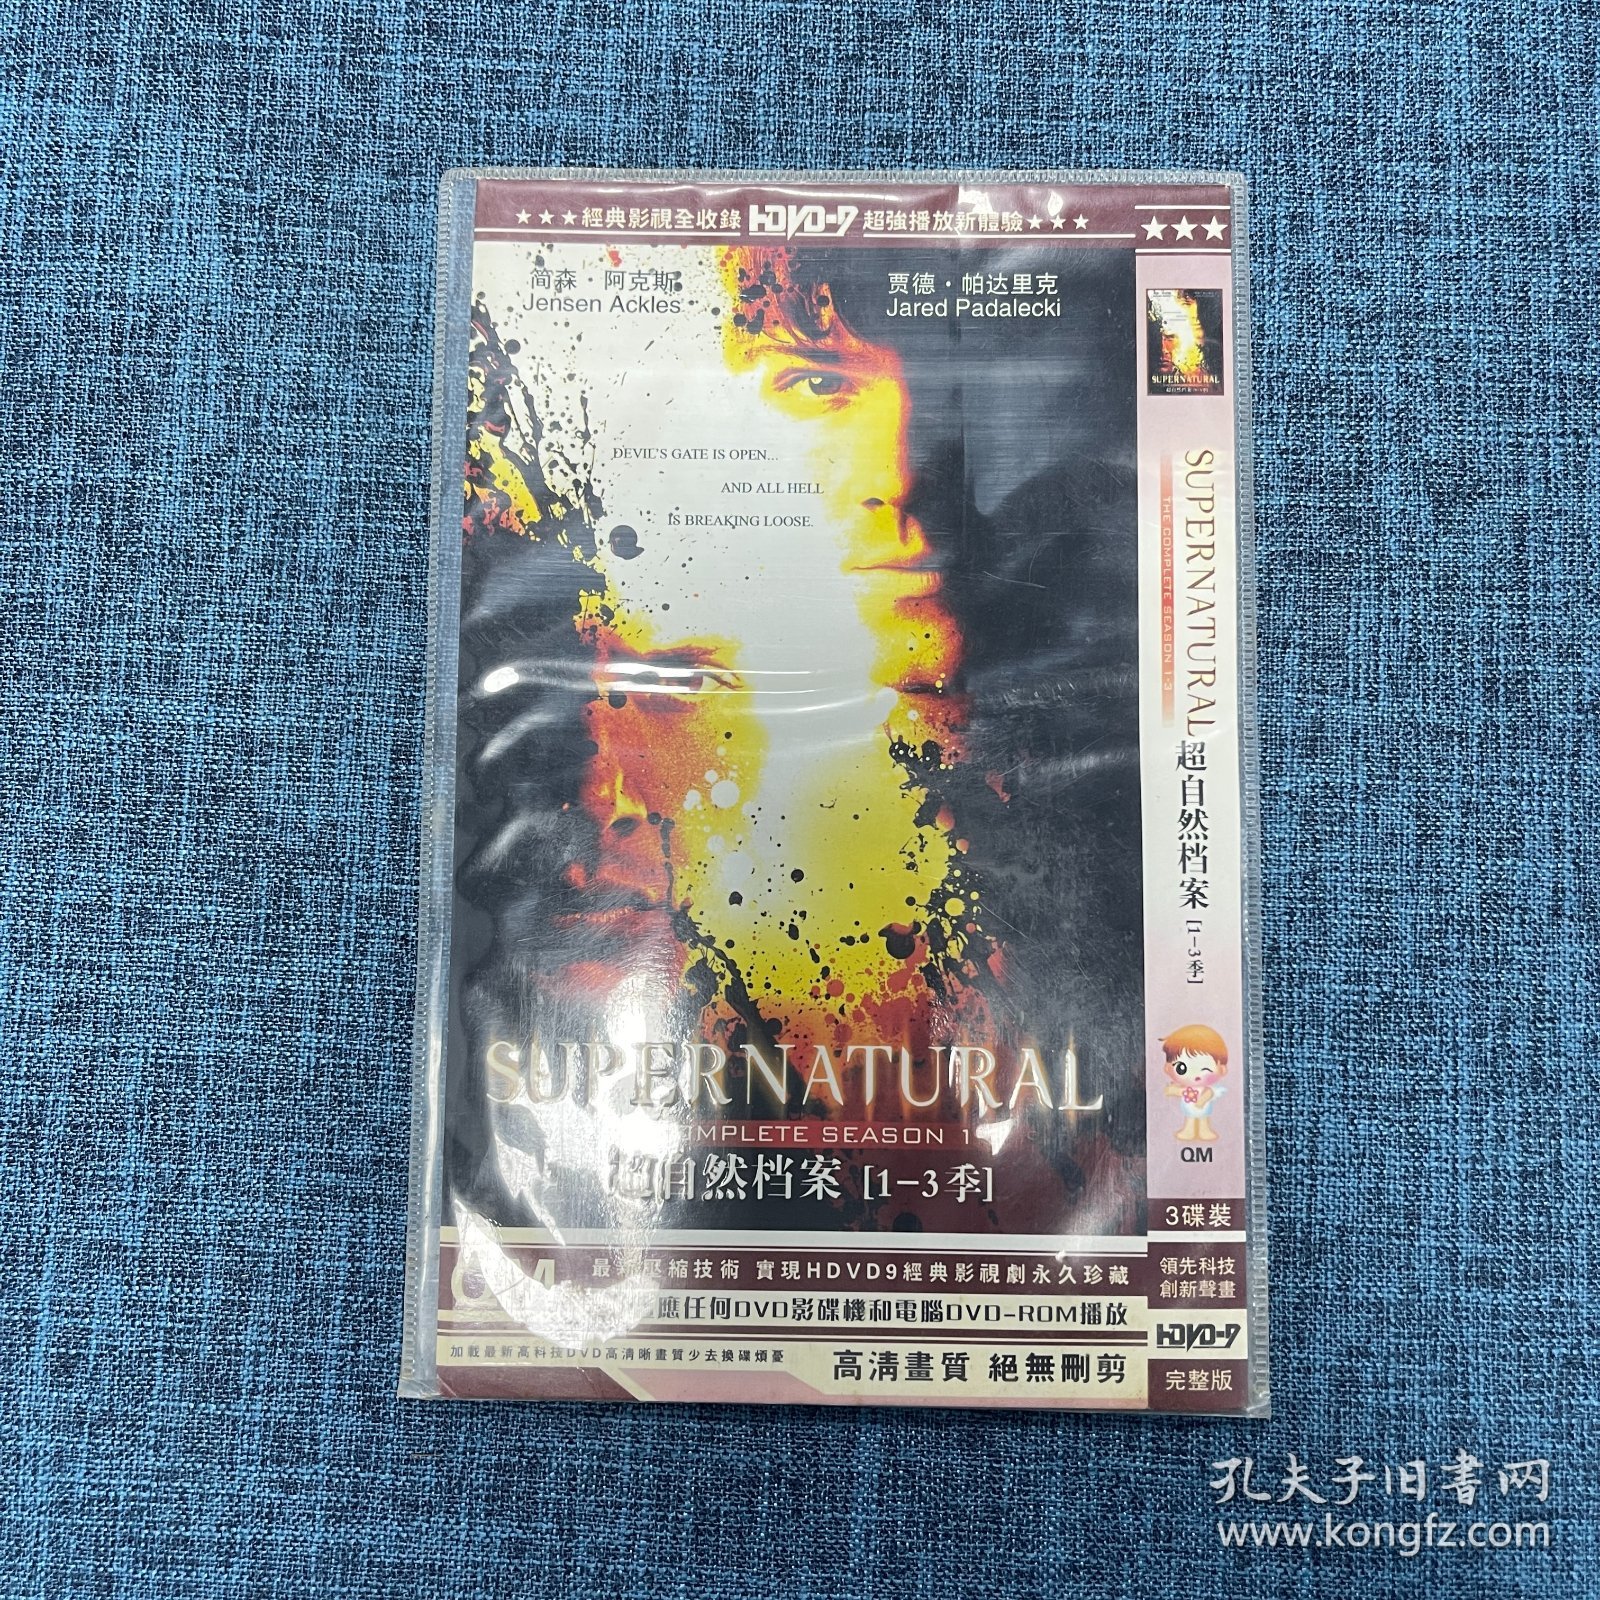 ★★★經典影視全收錄 HDVD-9 超強播放新體驗★★★
简森·阿克斯
Jensen Ackles
贾德·帕达里克
Jared Padalecki
DEVIL'S GATE IS OPEN...
AND ALL HELL
IS BREAKING LOOSE.
SUPERNATURAL
COMPLETE SEASON 1
超自然档案 [1-3季]
最 縮技術 實現HDVD9經典影視劇永久珍藏
應任何DVD影碟機和電腦DVD-ROM播放
加載最新高科技DVD高清晰畫質少去換碟煩憂
高清畫質 絕無刪剪
★★★
SUPERNATURAL
SUPERNATURAL
THE COMPLETE SEASON 1-3
超自然档案 [1-3季]
QM
3碟裝
領先科技
創新聲畫
HDVD-9
完整版
孔夫子旧书网
www.kongfz.com